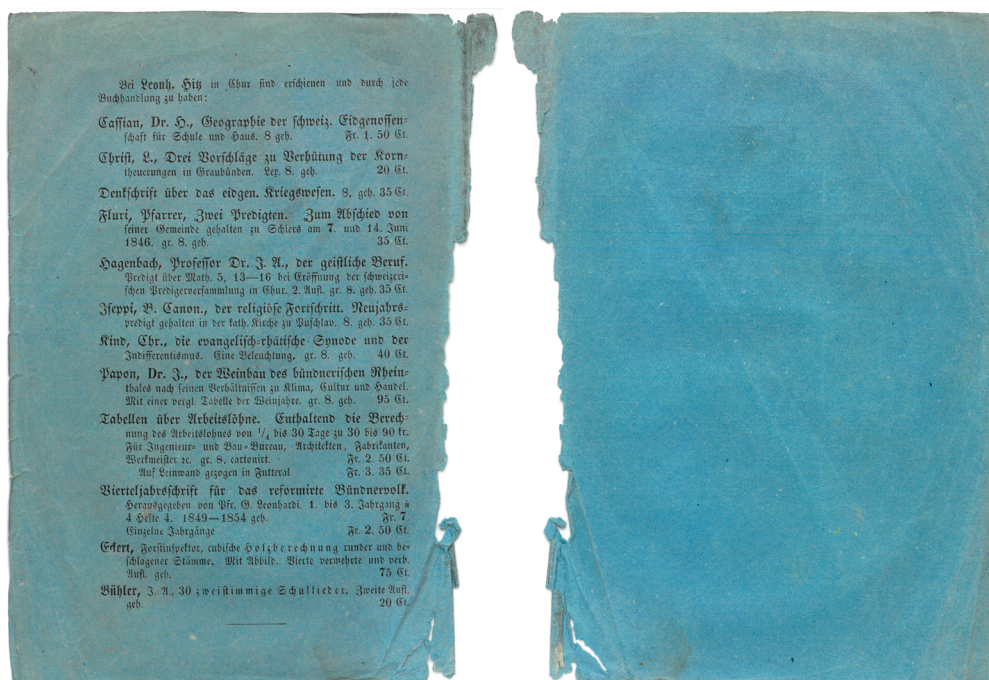 Bei Leonh. Hitz in Chur sind erschienen und durch jede
Buchhandlung zu haben:
Cassian, Dr. H., Geographie der schweiz. Eidgenossen-
schaft für Schule und Haus. 8 geh. Fr. 1. 50 Ct.
Christ, L., Drei Vorschläge zu Verhütung der Korn-
theuerungen in Graubünden. Lex. 8. geh. 20 Ct.
Denkschrift über das eidgen. Kriegswesen. 8. geh. 35 Ct.
Fluri, Pfarrer, Zwei Predigten. Zum Abschied von
seiner Gemeinde gehalten zu Schiers am 7. und 14. Juni
1846. gr. 8. geh. 35 Ct.
Hagenbach, Professor Dr. J. A., der geistliche Beruf.
Predigt über Math. 5, 13—16 bei Eröffnung der schweizeri-
schen Predigerversammlung in Chur. 2. Aufl. gr. 8. geh. 35 Ct.
Iseppi, B. Canon., der religiöse Fortschritt. Neujahrs-
predigt gehalten in der kath. Kirche zu Puschlav. 8. geh. 35 Ct.
Kind, Chr., die evangelisch-rhätische Synode und der
Indifferentismus. Eine Beleuchtung. gr. 8. geh. 40 Ct.
Papon, Dr. J., der Weinbau des bündnerischen Rhein-
thales nach seinen Verhältnissen zu Klima, Cultur und Handel.
Mit einer vergl. Tabelle der Weinjahre. gr. 8. geh. 95 Ct.
Tabellen über Arbeitslöhne. Enthaltend die Berech-
nung des Arbeitslohnes von 1/4 bis 30 Tage zu 30 bis 90 kr.
Für Ingenieur- und Bau-Bureau, Architekten, Fabrikanten,
Werkmeister ꝛc. gr. 8. cartonirt. Fr. 2. 50 Ct.
Auf Leinwand gezogen in Futteral Fr. 3. 35 Ct.
Vierteljahrsschrift für das reformirte Bündnervolk.
Herausgegeben von Pfr. G. Leonhardi. 1. bis 3. Jahrgang à
4 Hefte 4. 1849—1854 geh. Fr. 7.
Einzelne Jahrgänge Fr. 2. 50 Ct.
Eckert, Forstinspektor, cubische Holzberechnung runder und be-
schlagener Stämme. Mit Abbild. Vierte vermehrte und verb.
Aufl. geh. 75 Ct.
Bühler, J. A., 30 zweistimmige Schullieder. Zweite Aufl.
geh. 20 Ct.